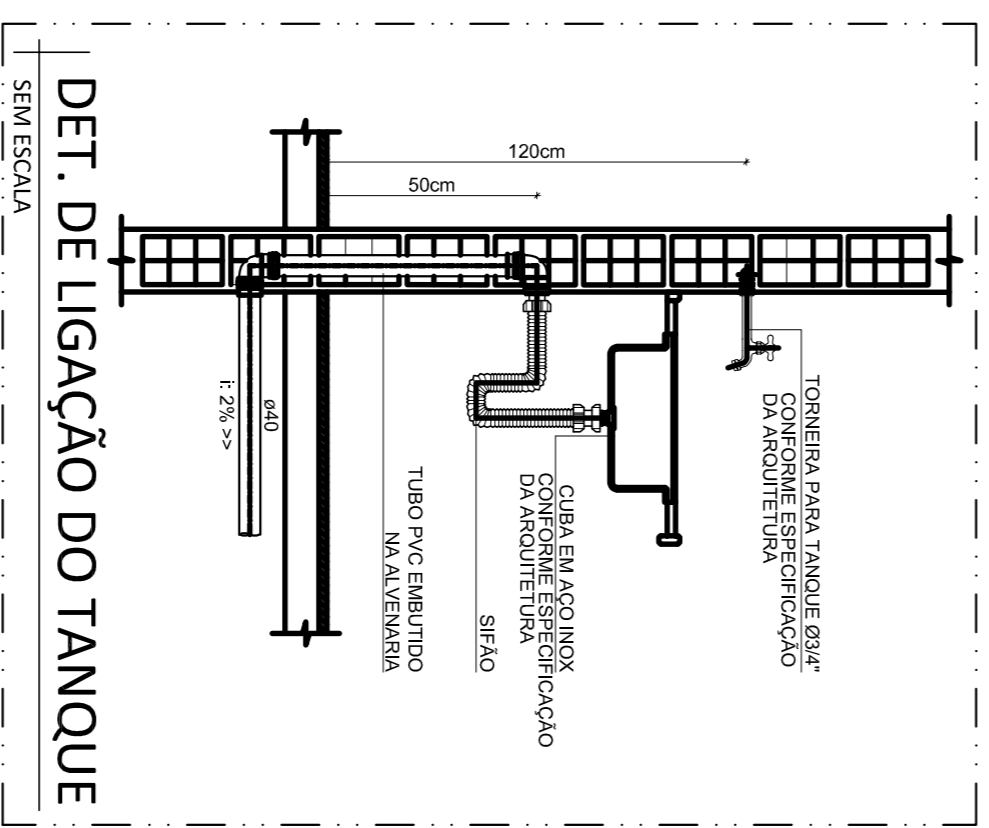 120cm
50cm
TORNEIRA PARA TANQUE Ø3/4"
CONFORME ESPECIFICAÇÃO
DA ARQUITETURA
CUBA EM AÇO INOX
CONFORME ESPECIFICAÇÃO
DA ARQUITETURA
SIFÃO
TUBO PVC EMBUTIDO
NA ALVENARIA
ø40
i: 2% >>
DET. DE LIGAÇÃO DO TANQUE
SEM ESCALA